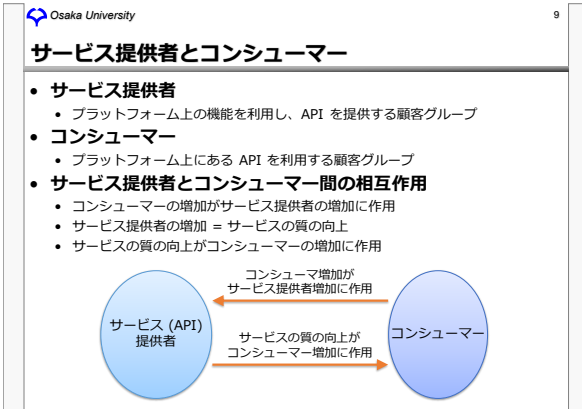 Osaka University
9
サービス提供者とコンシューマー
• サービス提供者
• プラットフォーム上の機能を利用し、API を提供する顧客グループ
• コンシューマー
• プラットフォーム上にある API を利用する顧客グループ
• サービス提供者とコンシューマー間の相互作用
• コンシューマーの増加がサービス提供者の増加に作用
• サービス提供者の増加 = サービスの質の向上
• サービスの質の向上がコンシューマーの増加に作用
コンシューマ増加が
サービス提供者増加に作用
サービス (API)
提供者
サービスの質の向上が
コンシューマー増加に作用
コンシューマー